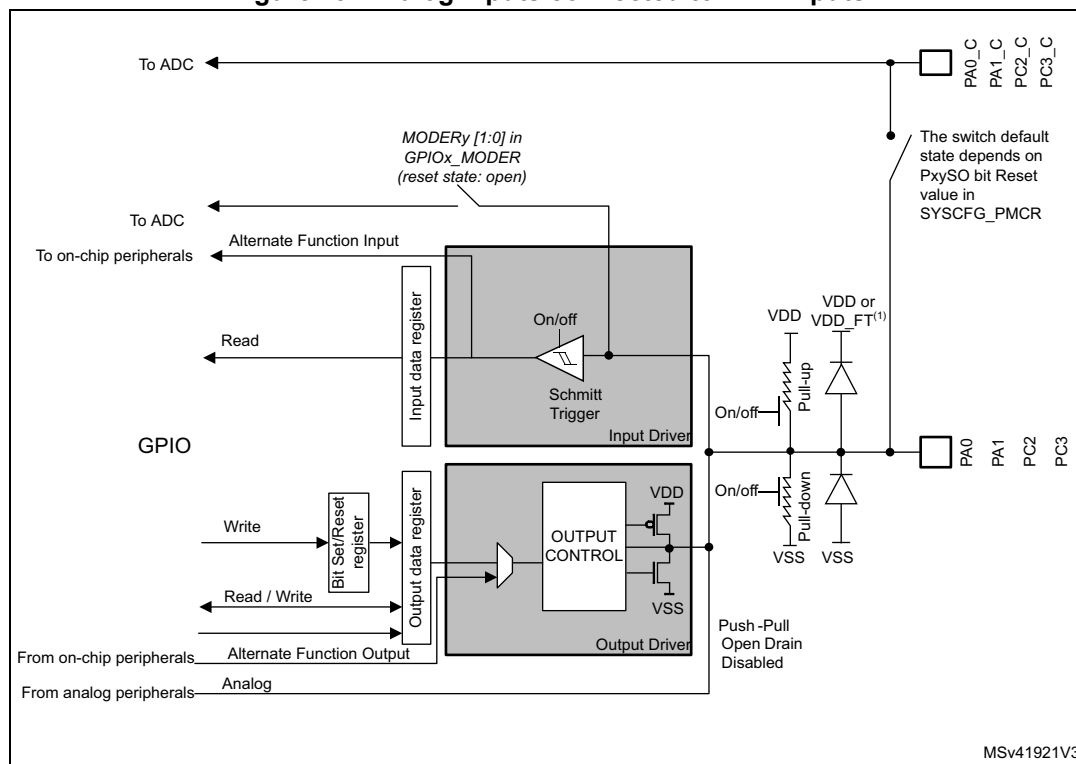 To ADC
PA0_C
PA1_C
PC2_C
PC3_C
MODERy [1:0] in
GPIOx_MODER
(reset state: open)
The switch default
state depends on
PxySO bit Reset
value in
SYSCFG_PMCR
To ADC
Alternate Function Input
To on-chip peripherals
Input data register
On/off
Read
Schmitt
Trigger
Input Driver
VDD
VDD or
VDD_FT(1)
Pull-up
On/off
GPIO
PA0
PA1
PC2
PC3
On/off
Pull-down
VSS
VSS
Write
Bit Set/Reset
register
Output data register
OUTPUT
CONTROL
VDD
VSS
Read / Write
Output Driver
Push -Pull
Open Drain
Disabled
From on-chip peripherals
Alternate Function Output
From analog peripherals
Analog
MSv41921V3